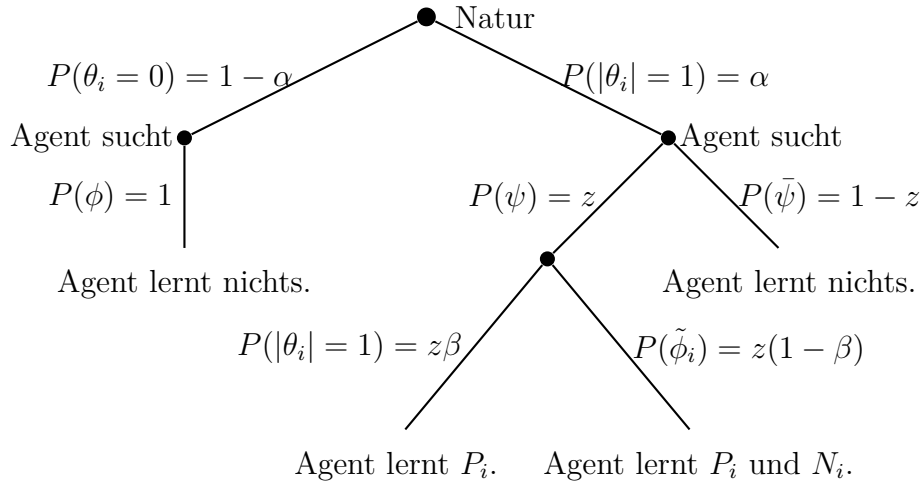 Natur
P(θ_i = 0) = 1 − α
P(|θ_i| = 1) = α
Agent sucht
Agent sucht
P(ϕ) = 1
P(ψ) = z
P(ψ̄) = 1 − z
Agent lernt nichts.
Agent lernt nichts.
P(|θ_i| = 1) = zβ
P(ϕ̃_i) = z(1 − β)
Agent lernt P_i.
Agent lernt P_i und N_i.